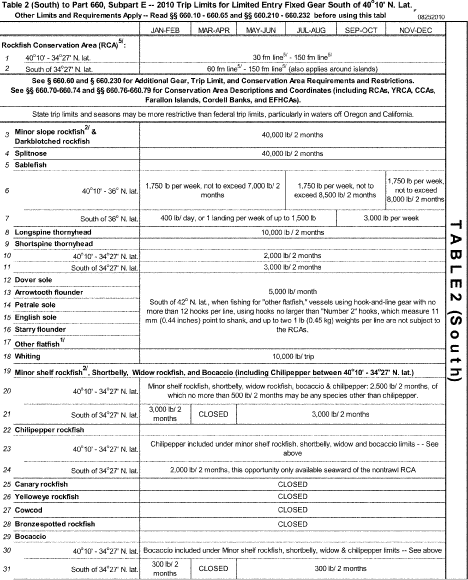 Table 2 (South) to Part 660, Subpart E -- 2010 Trip Limits for Limited Entry Fixed Gear South of 40°10' N. Lat.
Other Limits and Requirements Apply -- Read §§ 660.10 - 660.65 and §§ 660.210 - 660.232 before using this tabl
08252010
JAN-FEB MAR-APR MAY-JUN JUL-AUG SEP-OCT NOV-DEC
Rockfish Conservation Area (RCA)5/:
1 40°10' - 34°27' N. lat. 30 fm line5/ - 150 fm line5/
2 South of 34°27' N. lat. 60 fm line5/ - 150 fm line5/ (also applies around islands)
See § 660.60 and § 660.230 for Additional Gear, Trip Limit, and Conservation Area Requirements and Restrictions.
See §§ 660.70-660.74 and §§ 660.76-660.79 for Conservation Area Descriptions and Coordinates (including RCAs, YRCA, CCAs,
Farallon Islands, Cordell Banks, and EFHCAs).
State trip limits and seasons may be more restrictive than federal trip limits, particularly in waters off Oregon and California.
3 Minor slope rockfish2/ &
Darkblotched rockfish
40,000 lb/ 2 months
4 Splitnose 40,000 lb/ 2 months
5 Sablefish
6 40°10' - 36° N. lat.
1,750 lb per week, not to exceed 7,000 lb/ 2
months
1,750 lb per week, not to
exceed 8,500 lb/ 2 months
1,750 lb per
week, not
to exceed
8,000 lb/ 2 months
7 South of 36° N. lat. 400 lb/ day, or 1 landing per week of up to 1,500 lb 3,000 lb per week
8 Longspine thornyhead 10,000 lb / 2 months
9 Shortspine thornyhead
10 40°10' - 34°27' N. lat. 2,000 lb/ 2 months
11 South of 34°27' N. lat. 3,000 lb/ 2 months
12 Dover sole
13 Arrowtooth flounder
14 Petrale sole
15 English sole
16 Starry flounder
17 Other flatfish1/
5,000 lb/ month
South of 42° N. lat., when fishing for "other flatfish," vessels using hook-and-line gear with no
more than 12 hooks per line, using hooks no larger than "Number 2" hooks, which measure 11
mm (0.44 inches) point to shank, and up to two 1 lb (0.45 kg) weights per line are not subject to
the RCAs.
18 Whiting 10,000 lb/ trip
19 Minor shelf rockfish2/, Shortbelly, Widow rockfish, and Bocaccio (including Chilipepper between 40°10' - 34°27' N. lat.)
20 40°10' - 34°27' N. lat.
Minor shelf rockfish, shortbelly, widow rockfish, bocaccio & chilipepper: 2,500 lb/ 2 months, of
which no more than 500 lb/ 2 months may be any species other than chilipepper.
21 South of 34°27' N. lat.
3,000 lb/ 2
months
CLOSED 3,000 lb/ 2 months
22 Chilipepper rockfish
23 40°10' - 34°27' N. lat.
Chilipepper included under minor shelf rockfish, shortbelly, widow and bocaccio limits - - See
above
24 South of 34°27' N. lat. 2,000 lb/ 2 months, this opportunity only available seaward of the nontrawl RCA
25 Canary rockfish CLOSED
26 Yelloweye rockfish CLOSED
27 Cowcod CLOSED
28 Bronzespotted rockfish CLOSED
29 Bocaccio
30 40°10' - 34°27' N. lat. Bocaccio included under Minor shelf rockfish, shortbelly, widow & chilipepper limits -- See above
31 South of 34°27' N. lat.
300 lb/ 2
months
CLOSED 300 lb/ 2 months
TABLE 2 (South)